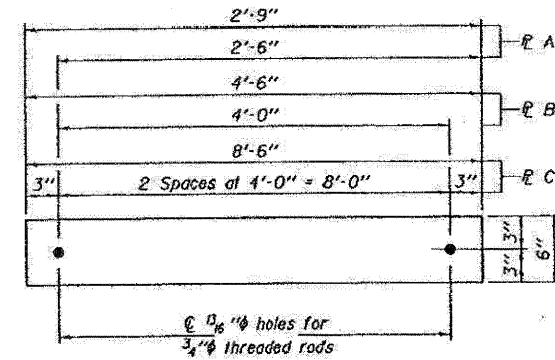 2'-9"
2'-6" ℄ A
4'-6"
4'-0" ℄ B
8'-6"
3" 2 Spaces at 4'-0" = 8'-0" 3" ℄ C
3"
3"
6"
℄ 13/16"ϕ holes for
3/4"ϕ threaded rods